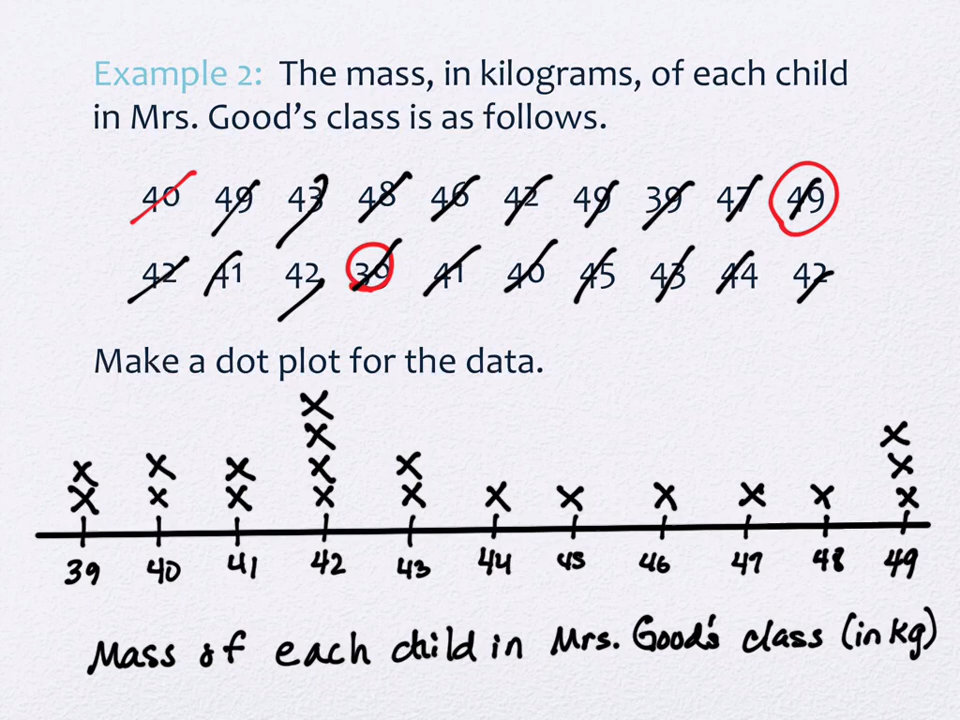 Example 2: The mass, in kilograms, of each child
in Mrs. Good's class is as follows.
40 49 43 48 46 42 49 39 47 49
42 41 42 39 41 40 45 43 44 42
Make a dot plot for the data.
39 40 41 42 43 44 45 46 47 48 49
Mass of each child in Mrs. Good's class (in kg)